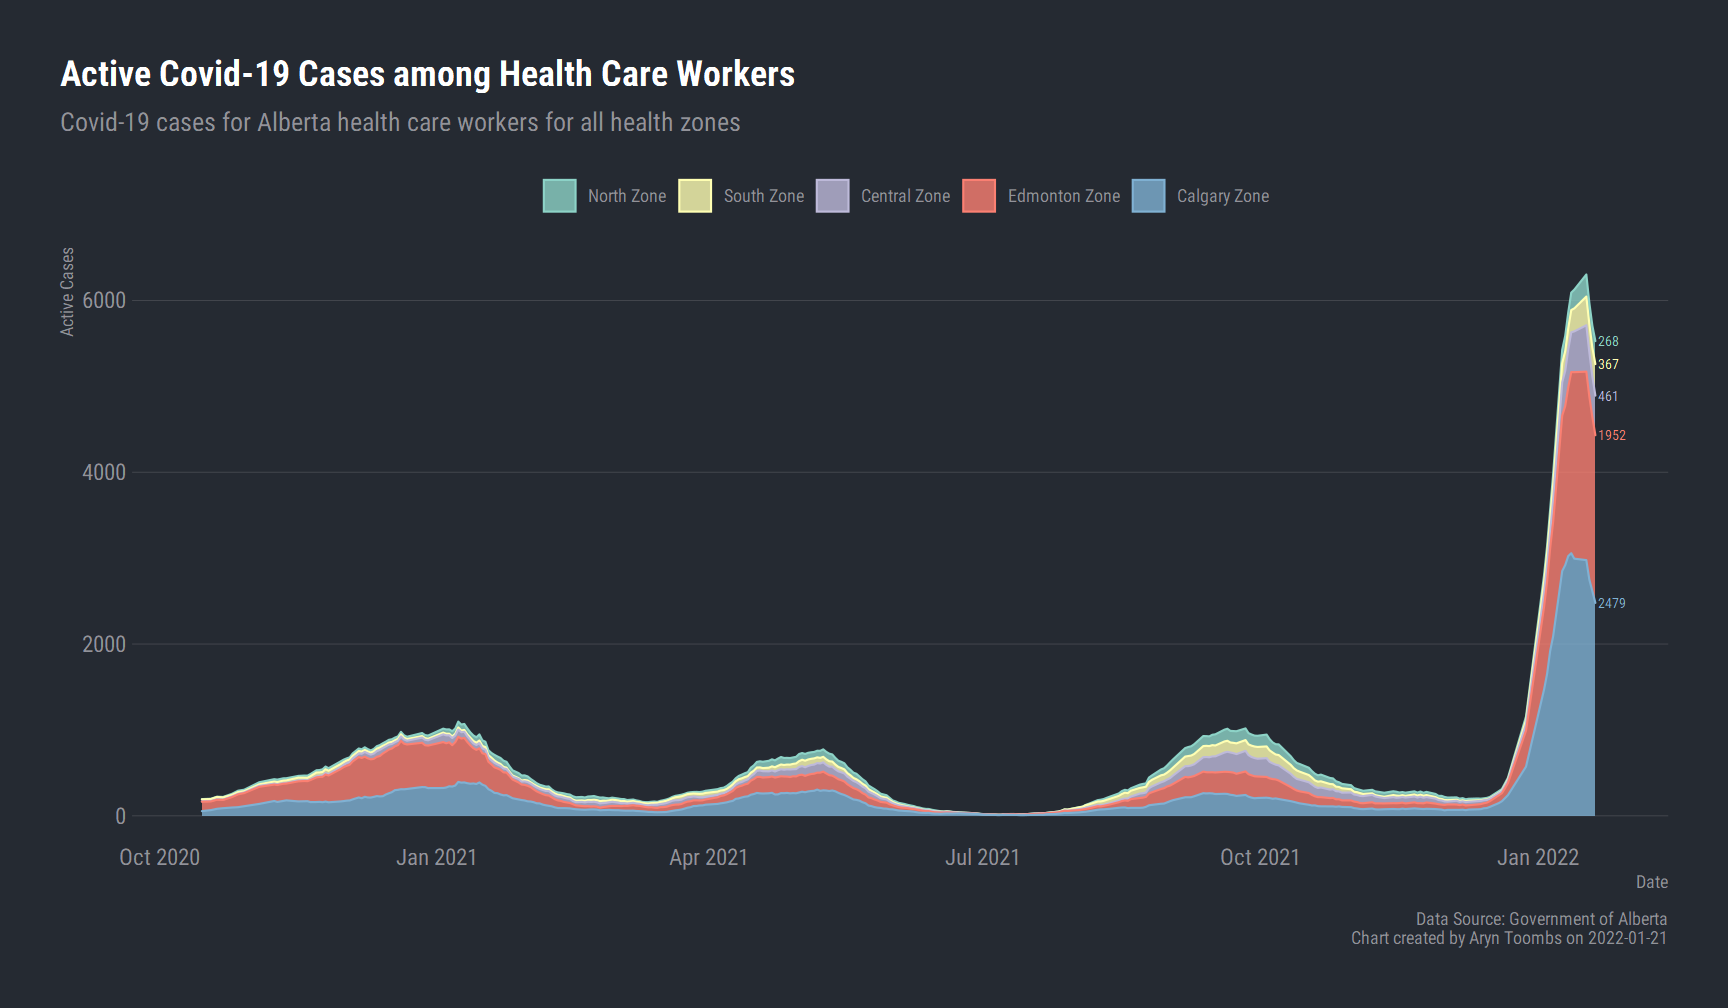 Active Covid-19 Cases among Health Care Workers
Covid-19 cases for Alberta health care workers for all health zones
North Zone South Zone Central Zone Edmonton Zone Calgary Zone
Active Cases
6000
4000
2000
0
268
367
461
1952
2479
Oct 2020 Jan 2021 Apr 2021 Jul 2021 Oct 2021 Jan 2022
Date
Data Source: Government of Alberta
Chart created by Aryn Toombs on 2022-01-21